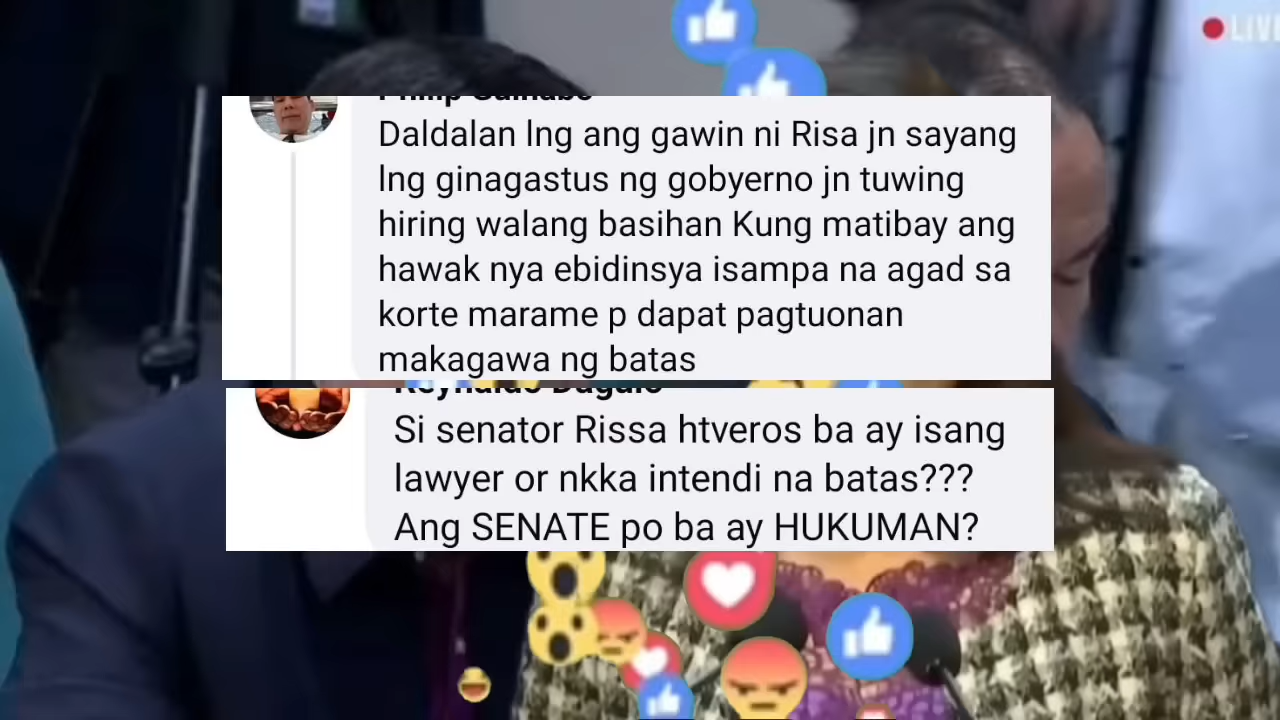 LIVE
Daldalan lng ang gawin ni Risa jn sayang
lng ginagastus ng gobyerno jn tuwing
hiring walang basihan Kung matibay ang
hawak nya ebidinsya isampa na agad sa
korte marame p dapat pagtuonan
makagawa ng batas
Si senator Rissa htveros ba ay isang
lawyer or nkka intendi na batas???
Ang SENATE po ba ay HUKUMAN?